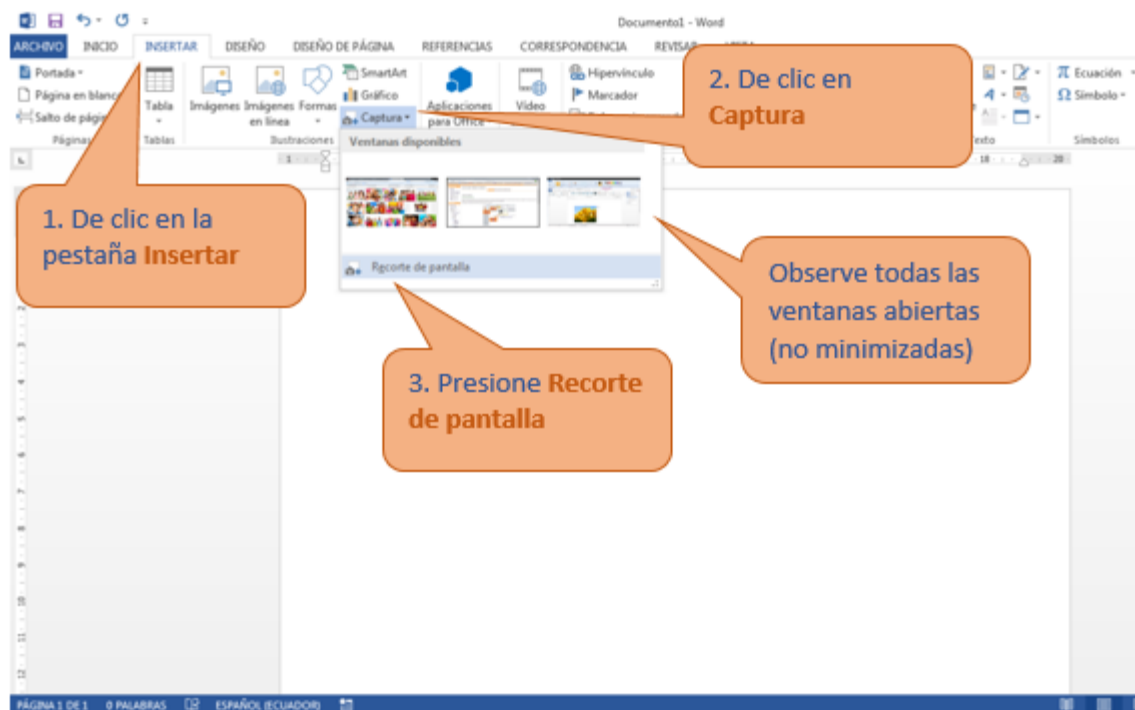 Documento1 - Word
ARCHIVO INICIO INSERTAR DISEÑO DISEÑO DE PÁGINA REFERENCIAS CORRESPONDENCIA REVISAR
Portada
Página en blanco
Salto de página
Páginas
Tabla
Tablas
Imágenes Imágenes en línea Formas
SmartArt
Gráfico
Captura
Ilustraciones
Aplicaciones
para Office
Vídeo
Hipervínculo
Marcador
Ecuación
Símbolo
Símbolos
Ventanas disponibles
Recorte de pantalla
1. De clic en la
pestaña Insertar
2. De clic en
Captura
Observe todas las
ventanas abiertas
(no minimizadas)
3. Presione Recorte
de pantalla
PÁGINA 1 DE 1 0 PALABRAS ESPAÑOL (ECUADOR)